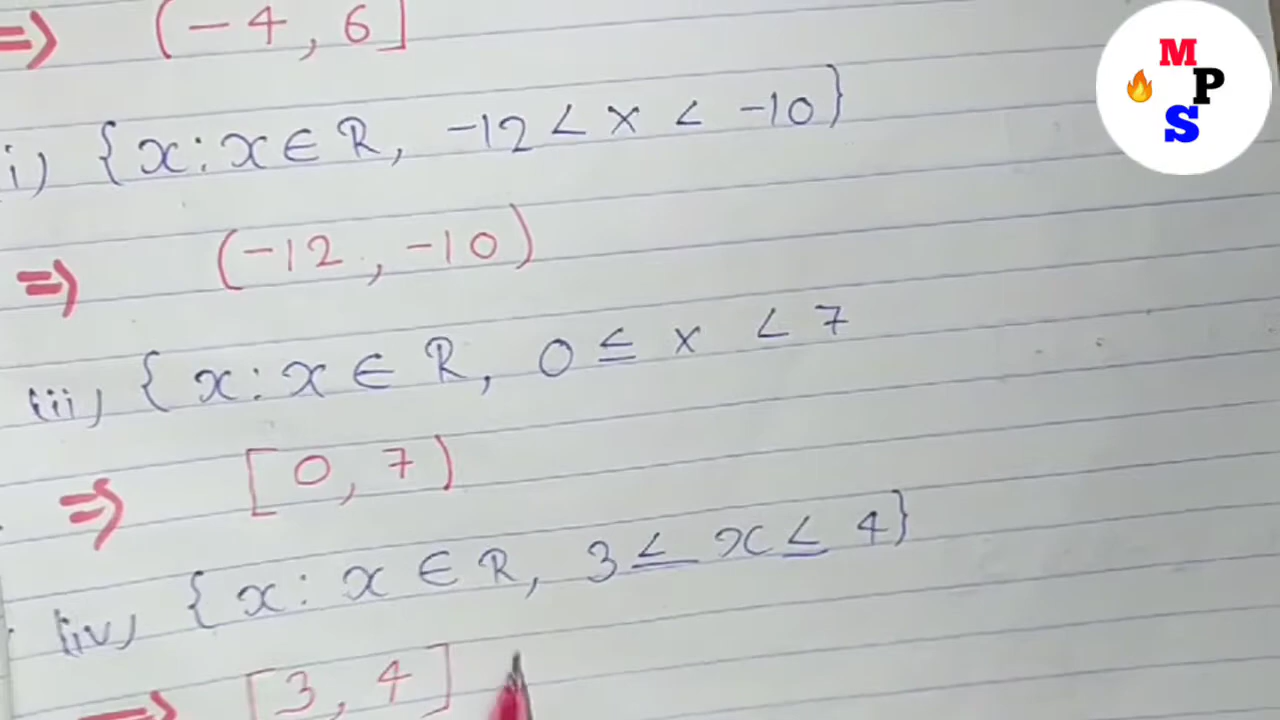 ⇒ (-4, 6]
i) {x : x ∈ R, -12 < x < -10}
⇒ (-12, -10)
(iii) {x : x ∈ R, 0 ≤ x < 7
⇒ [0, 7)
(iv) {x : x ∈ R, 3 ≤ x ≤ 4}
⇒ [3, 4]
M
P
S